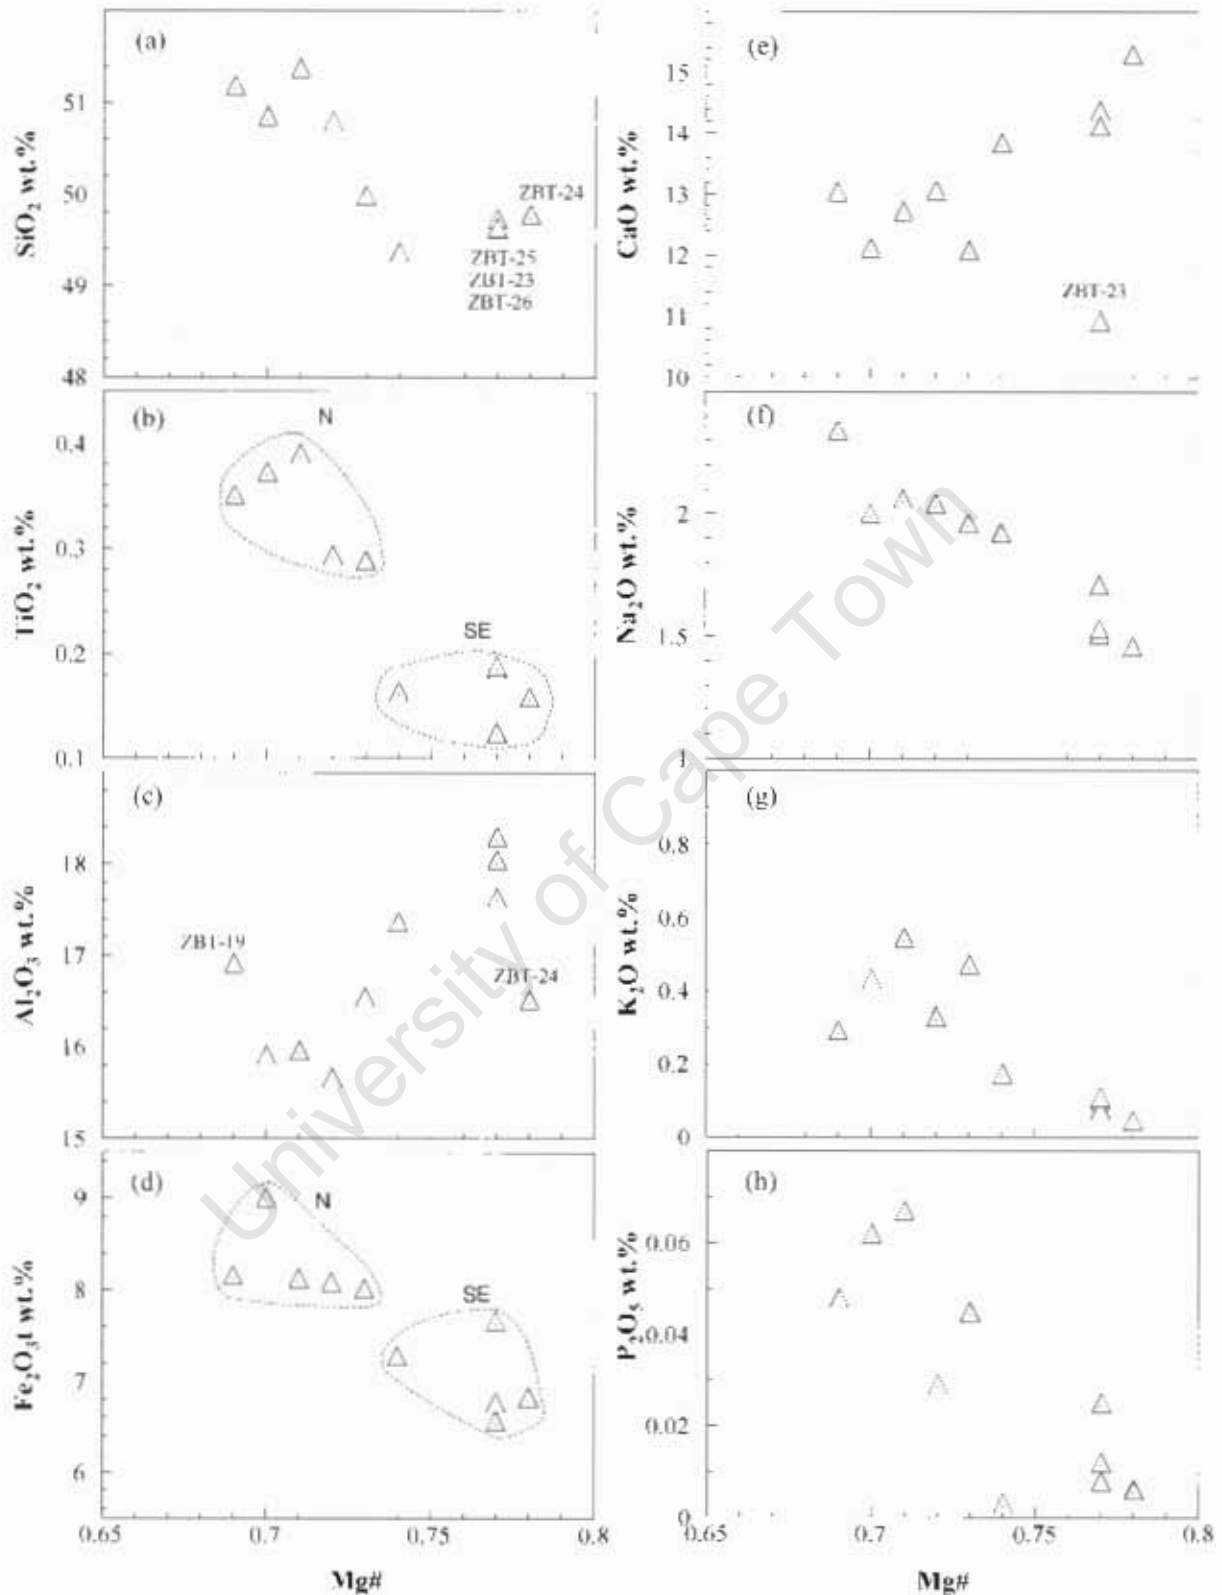 (a)
SiO₂ wt.%
51
50
49
48
ZBT-24
ZBT-25
ZBT-23
ZBT-26
(b)
N
TiO₂ wt.%
0.4
0.3
0.2
0.1
SE
(c)
Al₂O₃ wt.%
18
17
16
15
ZBT-19
ZBT-24
(d)
N
Fe₂O₃t wt.%
9
8
7
6
SE
0.65
0.7
0.75
0.8
Mg#
(e)
CaO wt.%
15
14
13
12
11
10
ZBT-23
(f)
Na₂O wt.%
2
1.5
1
(g)
K₂O wt.%
0.8
0.6
0.4
0.2
0
(h)
P₂O₅ wt.%
0.06
0.04
0.02
0
0.65
0.7
0.75
0.8
Mg#
University of Cape Town